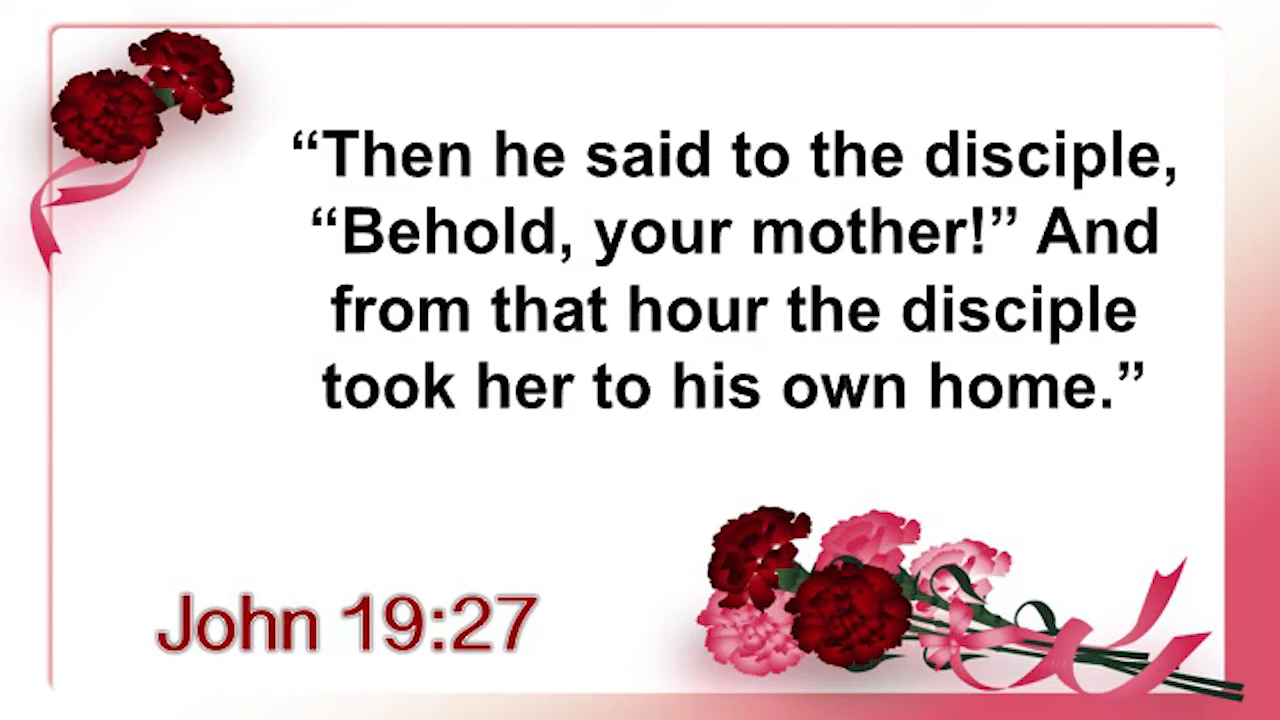 “Then he said to the disciple,
“Behold, your mother!” And
from that hour the disciple
took her to his own home.”
John 19:27